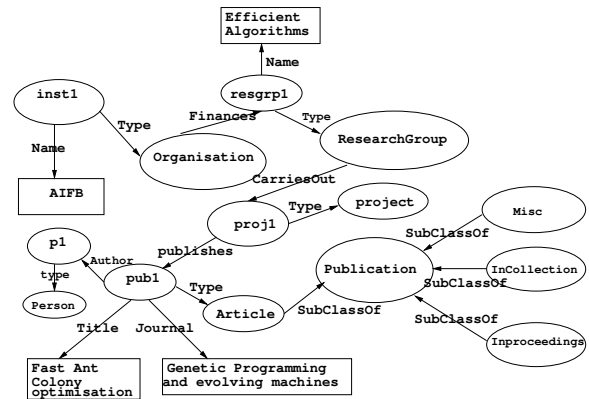 Efficient
Algorithms
Name
inst1
resgrp1
Finances
Type
Type
ResearchGroup
Name
Organisation
CarriesOut
AIFB
Type
project
proj1
Misc
SubClassOf
p1
publishes
Author
type
pub1
Publication
InCollection
SubClassOf
Type
Person
Article
SubClassOf
SubClassOf
Title
Journal
Inproceedings
Fast Ant
Colony
optimisation
Genetic Programming
and evolving machines